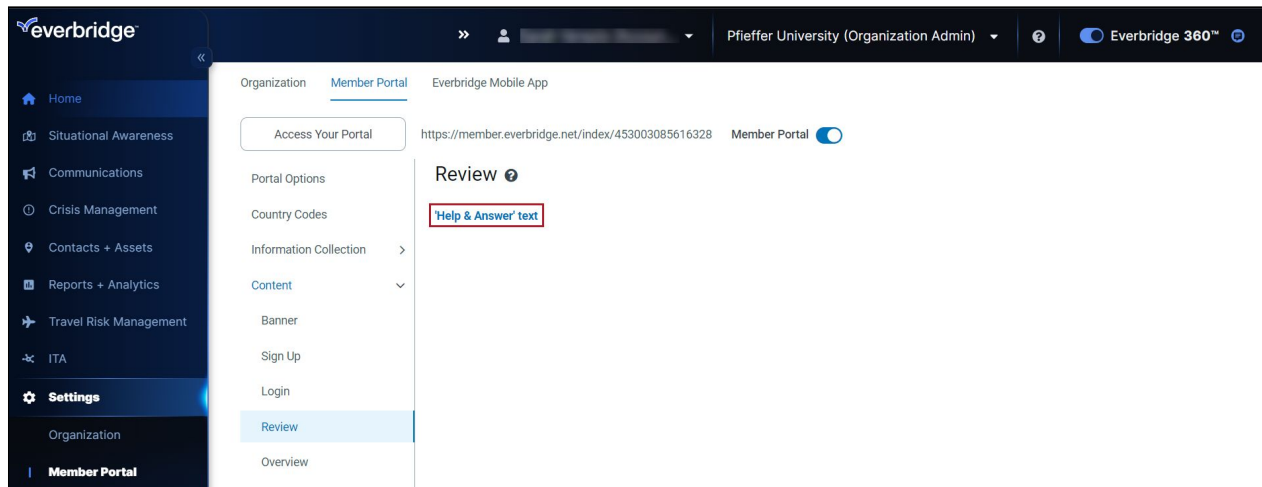 everbridge™
Pfieffer University (Organization Admin)
Everbridge 360™
Home
Situational Awareness
Communications
Crisis Management
Contacts + Assets
Reports + Analytics
Travel Risk Management
ITA
Settings
Organization
Member Portal
Organization Member Portal Everbridge Mobile App
Access Your Portal https://member.everbridge.net/index/453003085616328 Member Portal
Portal Options
Country Codes
Information Collection
Content
Banner
Sign Up
Login
Review
Overview
Review
'Help & Answer' text